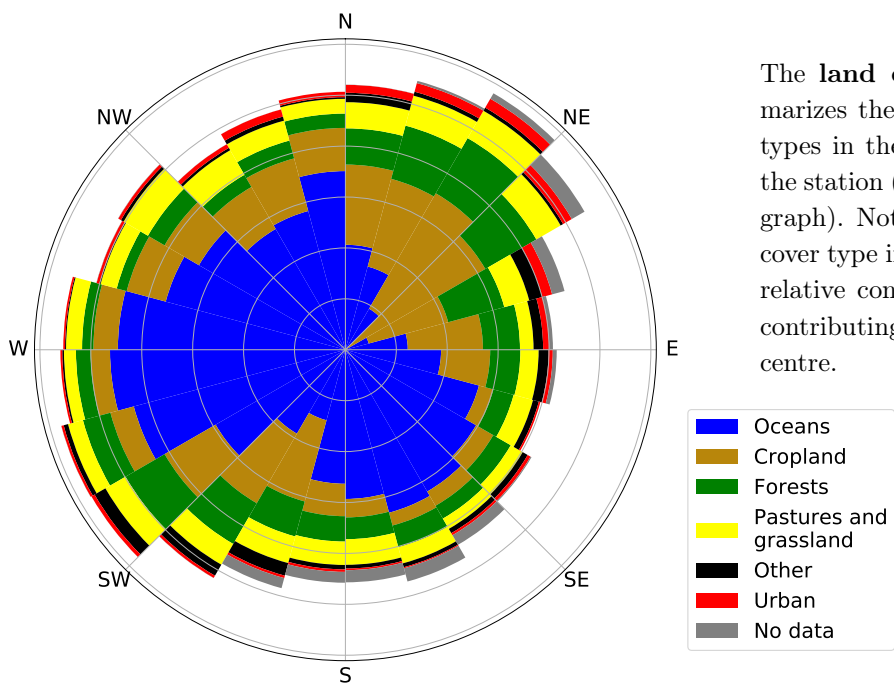 N
NW
NE
W
E
SW
SE
S
The land
marizes the
types in the
the station (
graph). Not
cover type i
relative con
contributing
centre.
Oceans
Cropland
Forests
Pastures and
grassland
Other
Urban
No data